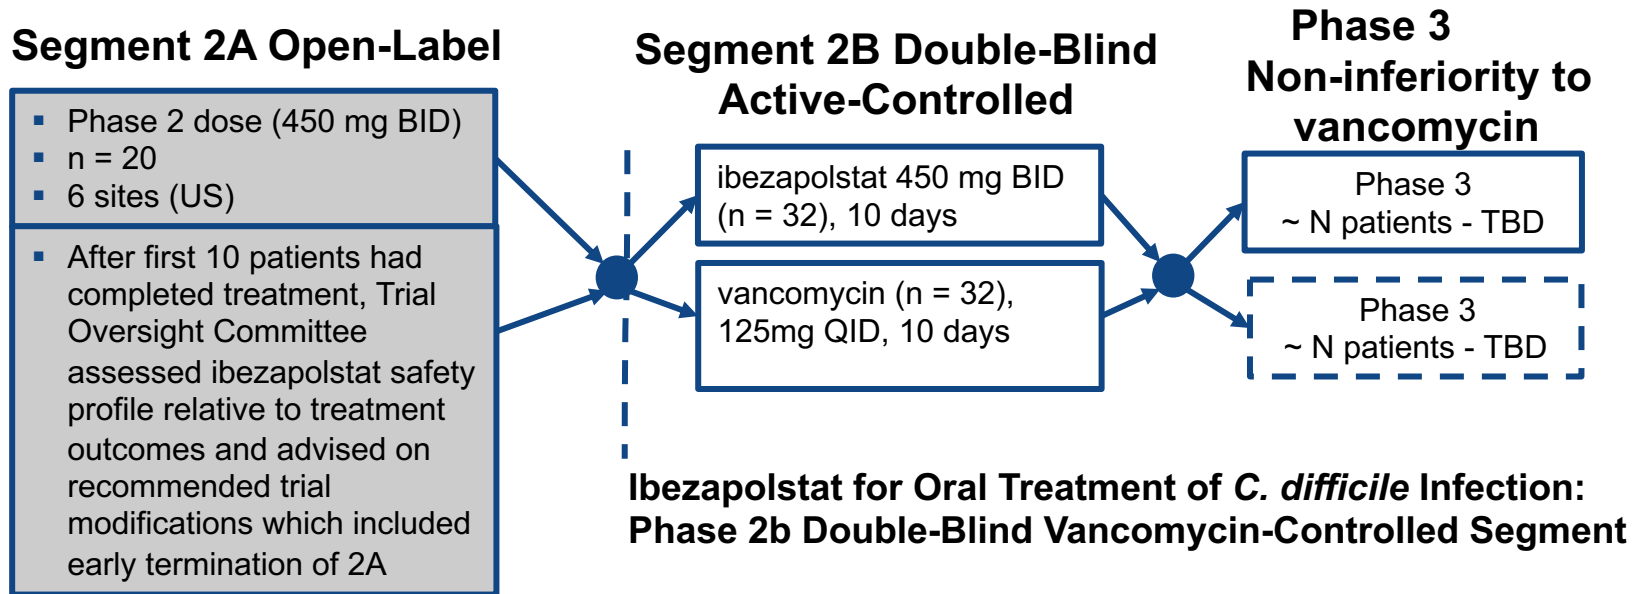 Segment 2A Open-Label
▪ Phase 2 dose (450 mg BID)
▪ n = 20
▪ 6 sites (US)
▪ After first 10 patients had
completed treatment, Trial
Oversight Committee
assessed ibezapolstat safety
profile relative to treatment
outcomes and advised on
recommended trial
modifications which included
early termination of 2A
Segment 2B Double-Blind
Active-Controlled
ibezapolstat 450 mg BID
(n = 32), 10 days
vancomycin (n = 32),
125mg QID, 10 days
Phase 3
Non-inferiority to
vancomycin
Phase 3
~ N patients - TBD
Phase 3
~ N patients - TBD
Ibezapolstat for Oral Treatment of C. difficile Infection:
Phase 2b Double-Blind Vancomycin-Controlled Segment